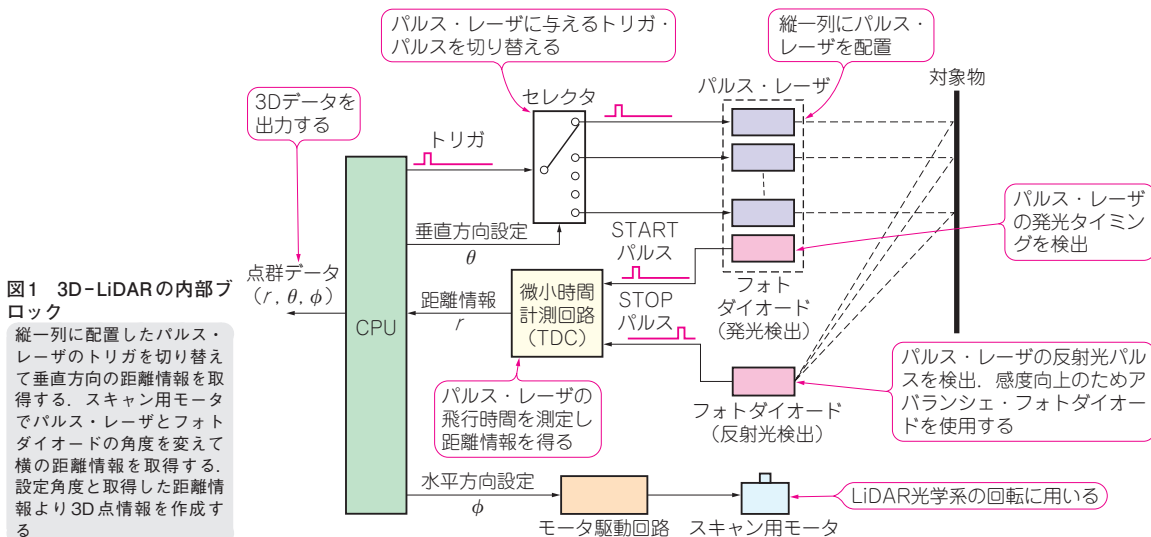 パルス・レーザに与えるトリガ・
パルスを切り替える
縦一列にパルス・
レーザを配置
対象物
パルス・レーザ
セレクタ
3Dデータを
出力する
トリガ
垂直方向設定
θ
START
パルス
パルス・レーザ
の発光タイミン
グを検出
点群データ
(r, θ, φ)
CPU
距離情報
r
微小時間
計測回路
(TDC)
STOP
パルス
フォト
ダイオード
(発光検出)
パルス・レーザの
飛行時間を測定し
距離情報を得る
フォトダイオード
(反射光検出)
パルス・レーザの反射光パル
スを検出．感度向上のためア
バランシェ・フォトダイオー
ドを使用する
水平方向設定
φ
モータ駆動回路
スキャン用モータ
LiDAR光学系の回転に用いる
図1 3D-LiDARの内部ブ
ロック
縦一列に配置したパルス・
レーザのトリガを切り替え
て垂直方向の距離情報を取
得する．スキャン用モータ
でパルス・レーザとフォト
ダイオードの角度を変えて
横の距離情報を取得する．
設定角度と取得した距離情
報より3D点情報を作成す
る